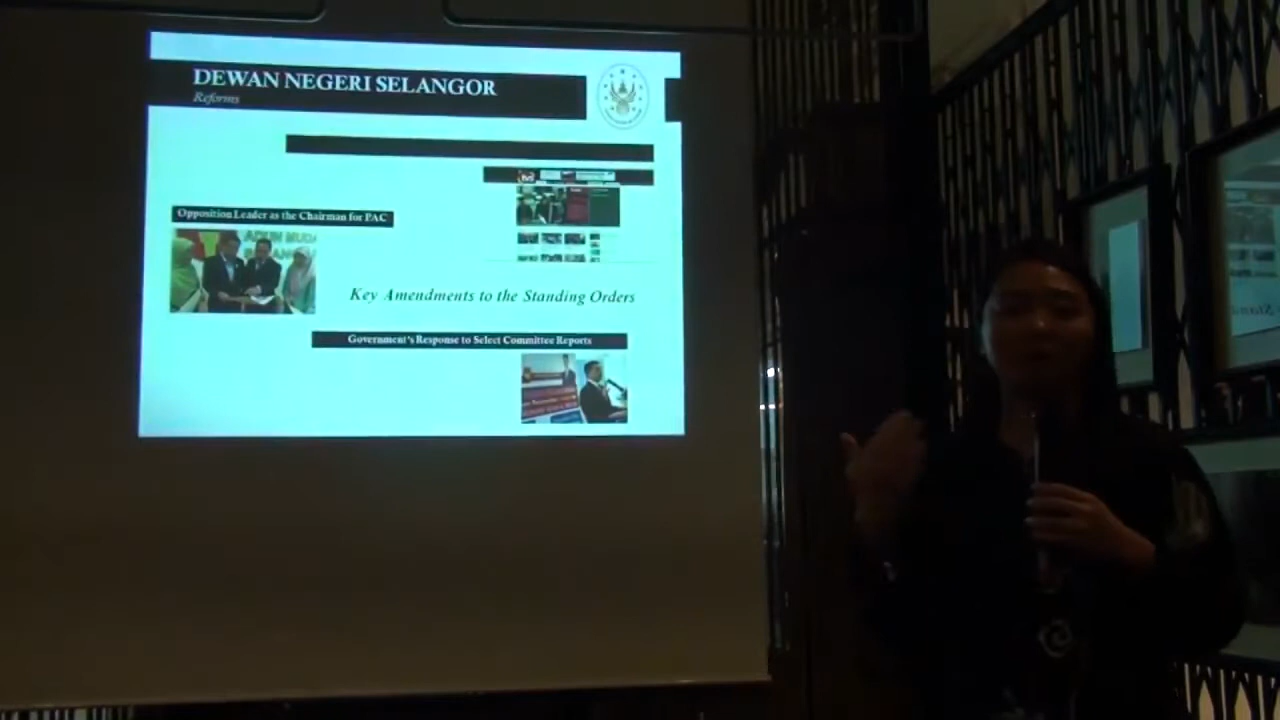 DEWAN NEGERI SELANGOR
Reforms
Opposition Leader as the Chairman for PAC
Key Amendments to the Standing Orders
Government's Response to Select Committee Reports